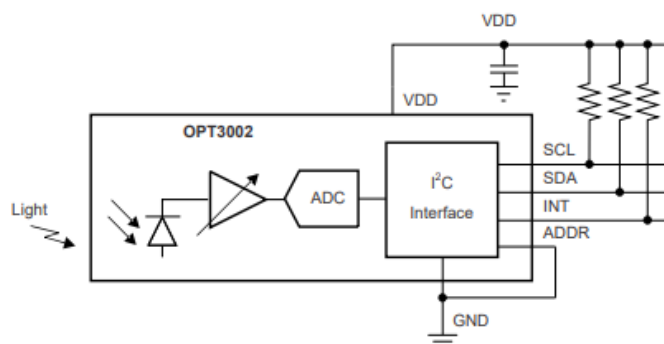 VDD
VDD
OPT3002
SCL
I²C
ADC
SDA
Light
Interface
INT
ADDR
GND